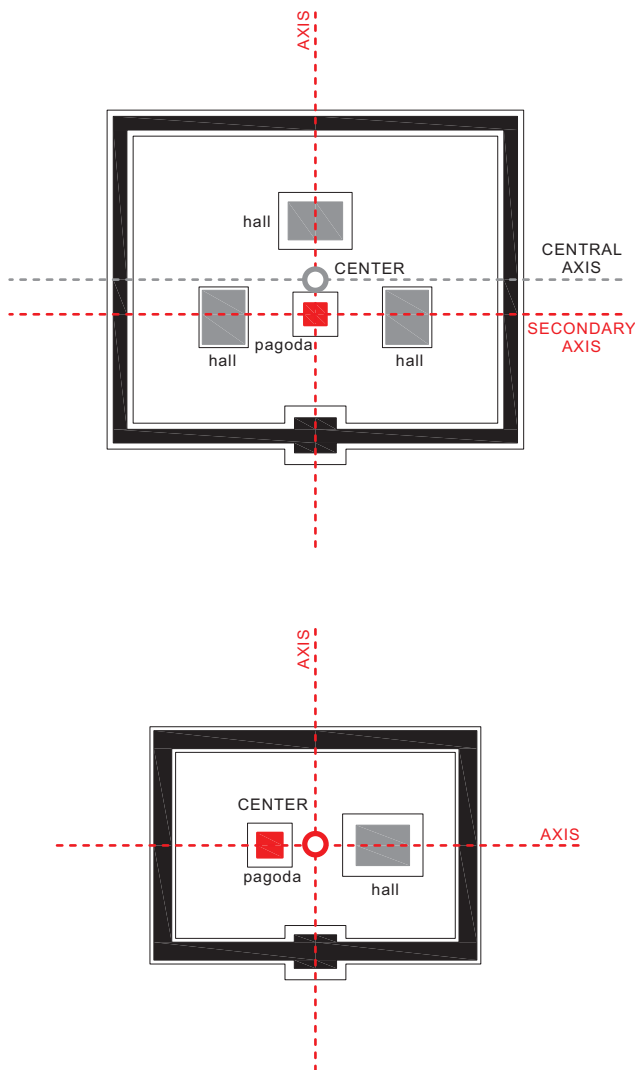 AXIS
hall
CENTER
CENTRAL
AXIS
SECONDARY
AXIS
pagoda
hall
hall
AXIS
CENTER
AXIS
pagoda
hall